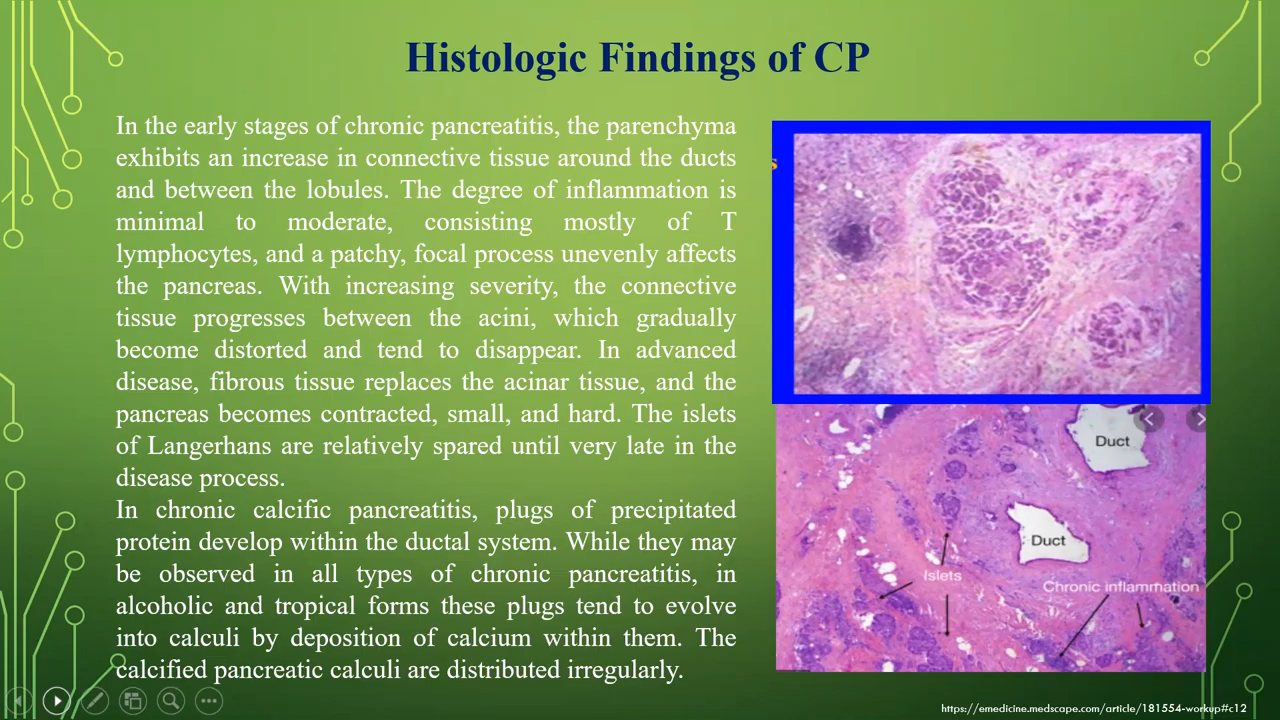 Histologic Findings of CP
In the early stages of chronic pancreatitis, the parenchyma
exhibits an increase in connective tissue around the ducts
and between the lobules. The degree of inflammation is
minimal to moderate, consisting mostly of T
lymphocytes, and a patchy, focal process unevenly affects
the pancreas. With increasing severity, the connective
tissue progresses between the acini, which gradually
become distorted and tend to disappear. In advanced
disease, fibrous tissue replaces the acinar tissue, and the
pancreas becomes contracted, small, and hard. The islets
of Langerhans are relatively spared until very late in the
disease process.
In chronic calcific pancreatitis, plugs of precipitated
protein develop within the ductal system. While they may
be observed in all types of chronic pancreatitis, in
alcoholic and tropical forms these plugs tend to evolve
into calculi by deposition of calcium within them. The
calcified pancreatic calculi are distributed irregularly.
s
Duct
Duct
Islets
Chronic inflammation
https://emedicine.medscape.com/article/181554-workup#c12